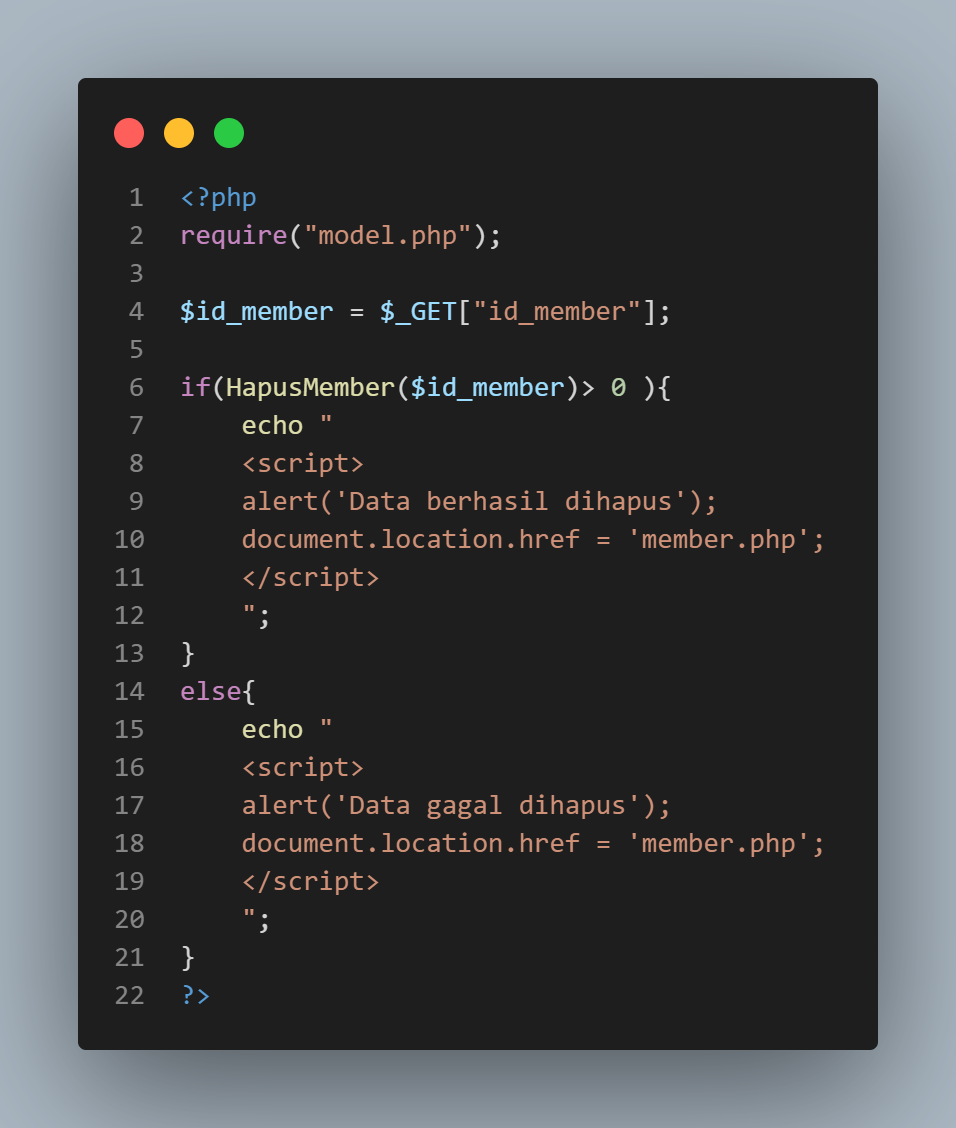 1 <?php
2 require("model.php");
3
4 $id_member = $_GET["id_member"];
5
6 if(HapusMember($id_member)> 0 ){
7     echo "
8     <script>
9     alert('Data berhasil dihapus');
10     document.location.href = 'member.php';
11     </script>
12     ";
13 }
14 else{
15     echo "
16     <script>
17     alert('Data gagal dihapus');
18     document.location.href = 'member.php';
19     </script>
20     ";
21 }
22 ?>